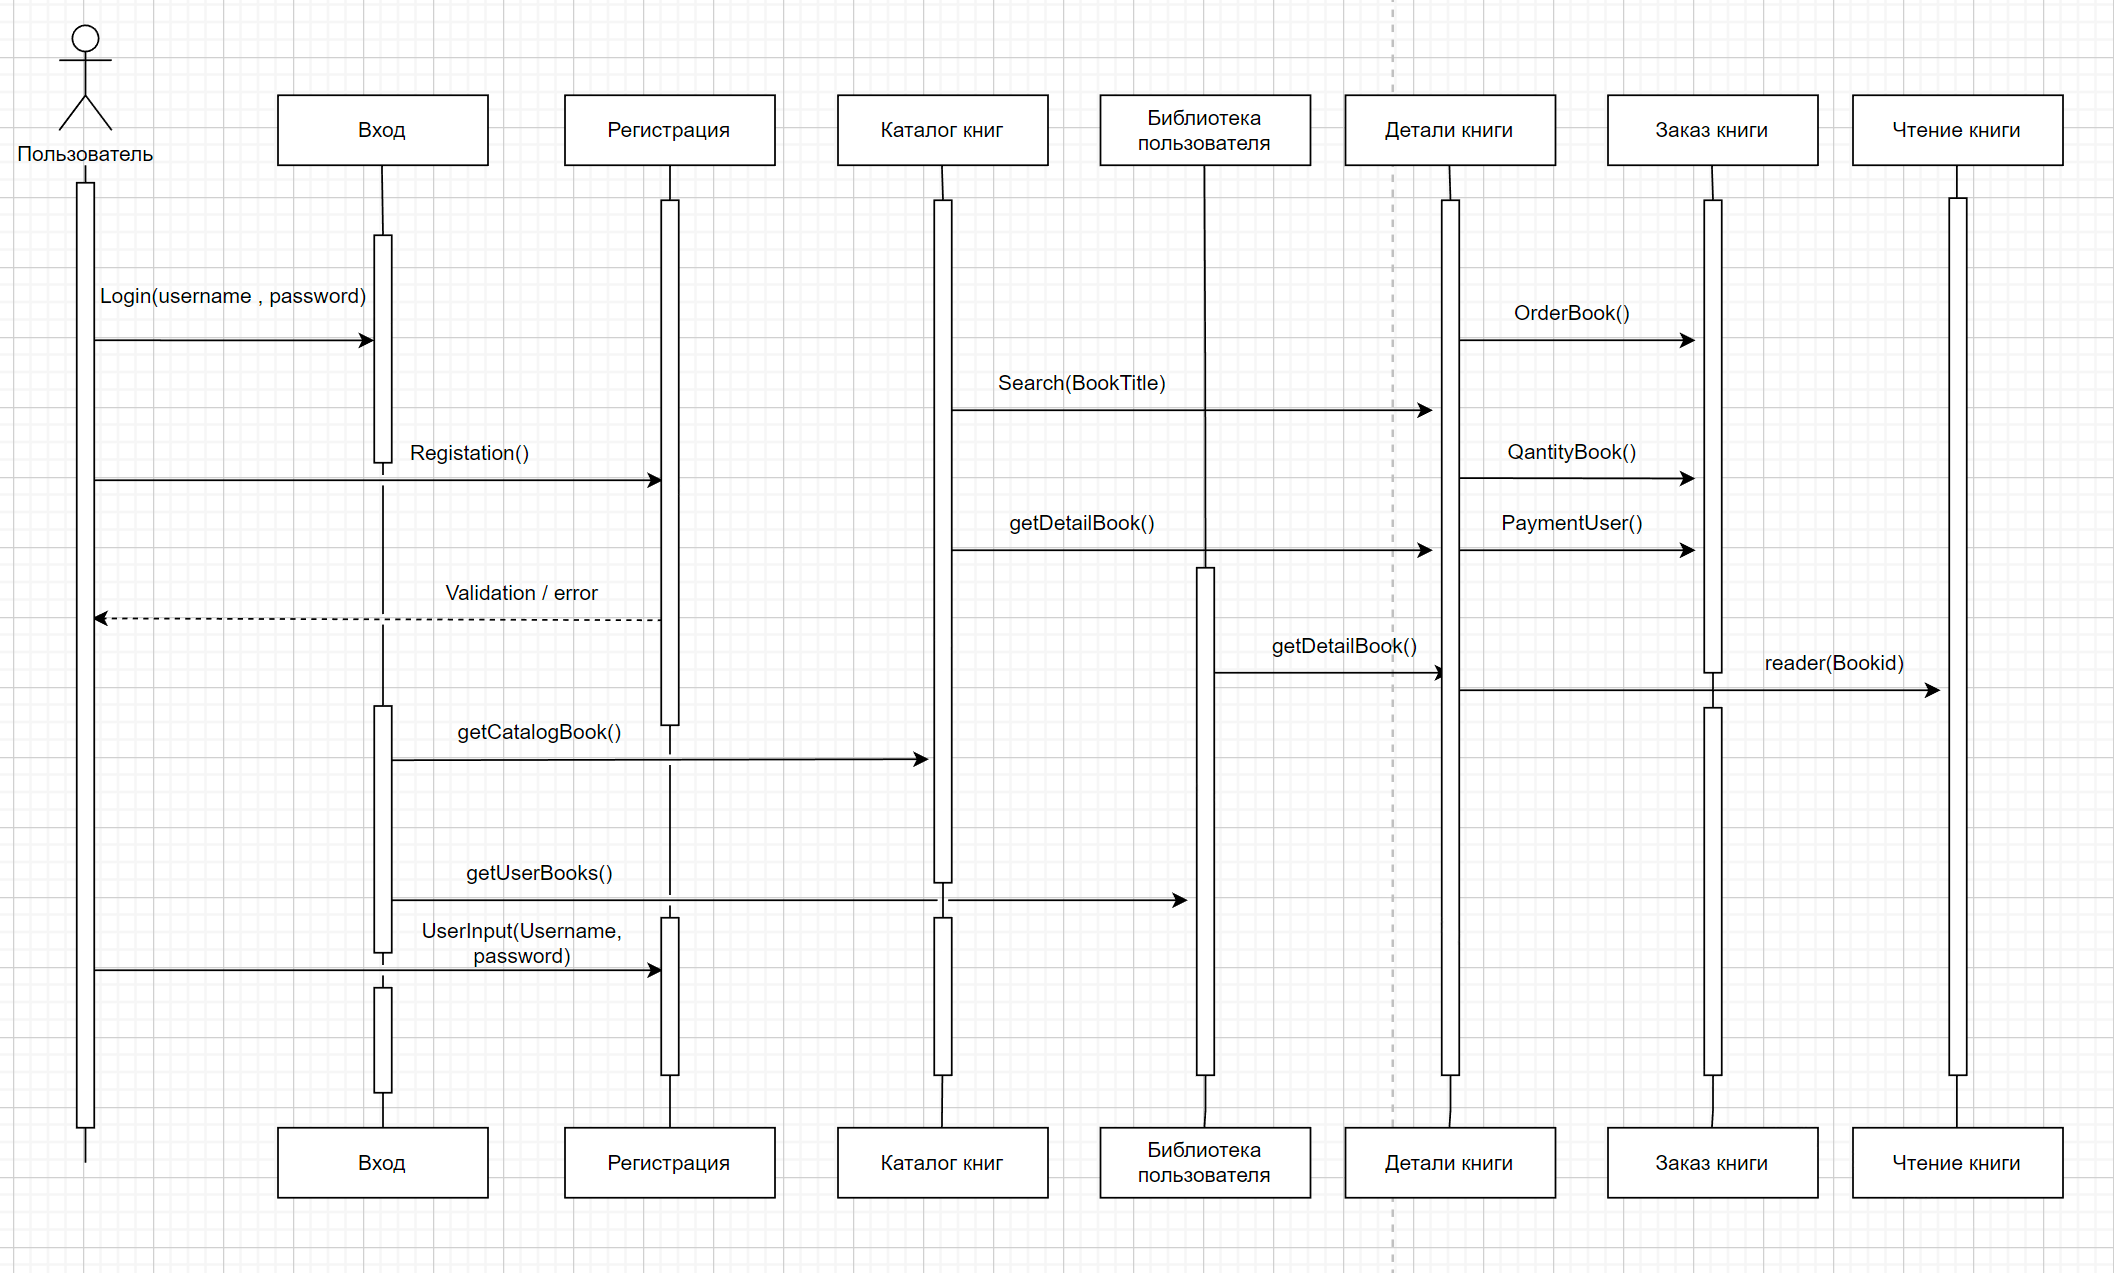 Пользователь
Вход
Регистрация
Каталог книг
Библиотека
пользователя
Детали книги
Заказ книги
Чтение книги
Login(username , password)
OrderBook()
Search(BookTitle)
Registation()
QantityBook()
getDetailBook()
PaymentUser()
Validation / error
getDetailBook()
reader(Bookid)
getCatalogBook()
getUserBooks()
UserInput(Username,
password)
Вход
Регистрация
Каталог книг
Библиотека
пользователя
Детали книги
Заказ книги
Чтение книги